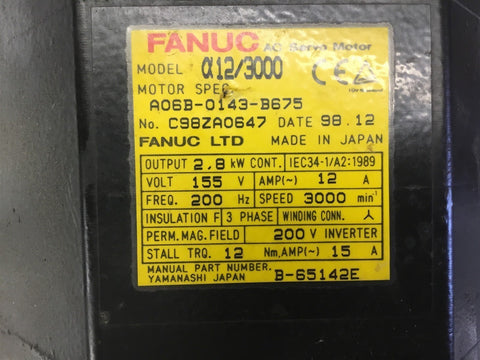 FANUC AC Servo Motor
MODEL α12/3000 CE
MOTOR SPEC.
A06B-0143-B675
No. C98ZA0647 DATE 98.12
FANUC LTD MADE IN JAPAN
OUTPUT 2.8 kW CONT. IEC34-1/A2:1989
VOLT 155 V AMP(~) 12 A
FREQ. 200 Hz SPEED 3000 min⁻¹
INSULATION F 3 PHASE WINDING CONN.
PERM.MAG.FIELD 200 V INVERTER
STALL TRQ. 12 Nm,AMP(~) 15 A
MANUAL PART NUMBER,
YAMANASHI JAPAN B-65142E